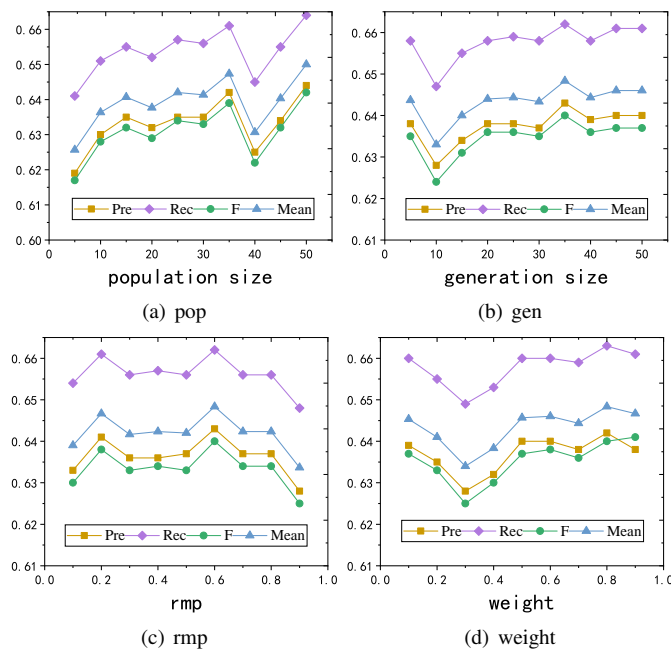 0.66
0.65
0.64
0.63
0.62
0.61
0.60
Pre Rec F Mean
0 10 20 30 40 50
population size
(a) pop
0.66
0.65
0.64
0.63
0.62
0.61
Pre Rec F Mean
0 10 20 30 40 50
generation size
(b) gen
0.66
0.65
0.64
0.63
0.62
0.61
Pre Rec F Mean
0.0 0.2 0.4 0.6 0.8 1.0
rmp
(c) rmp
0.66
0.65
0.64
0.63
0.62
0.61
Pre Rec F Mean
0.0 0.2 0.4 0.6 0.8 1.0
weight
(d) weight